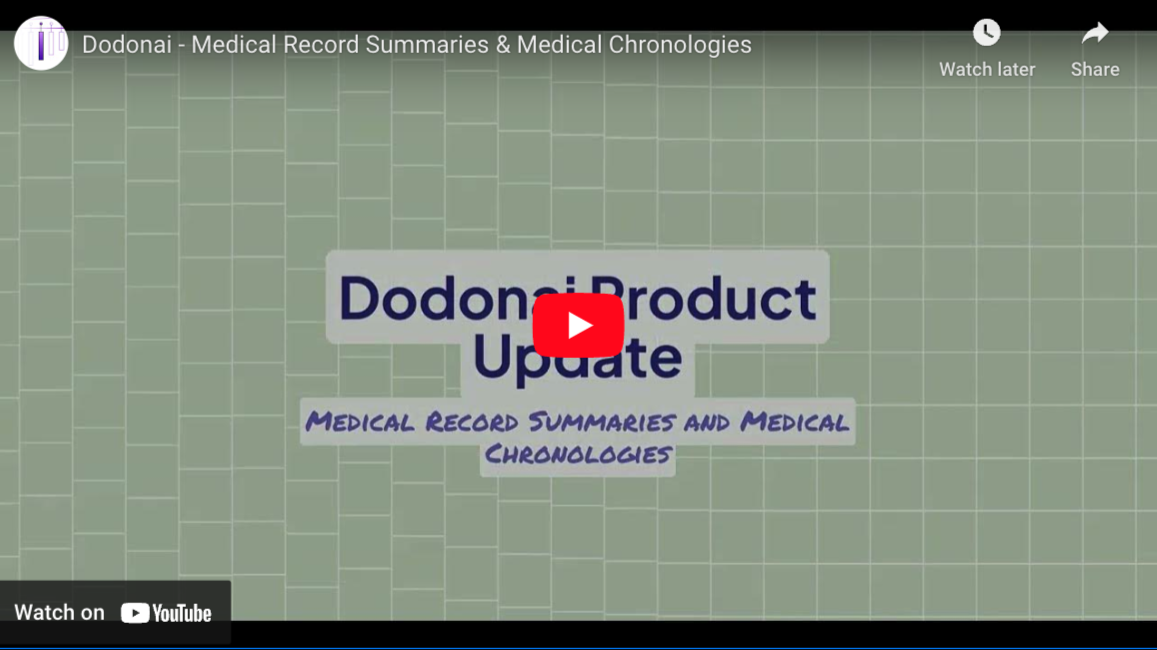 Dodonai - Medical Record Summaries & Medical Chronologies
Watch later
Share
Dodonai Product
Update
Medical Record Summaries and Medical
Chronologies
Watch on YouTube